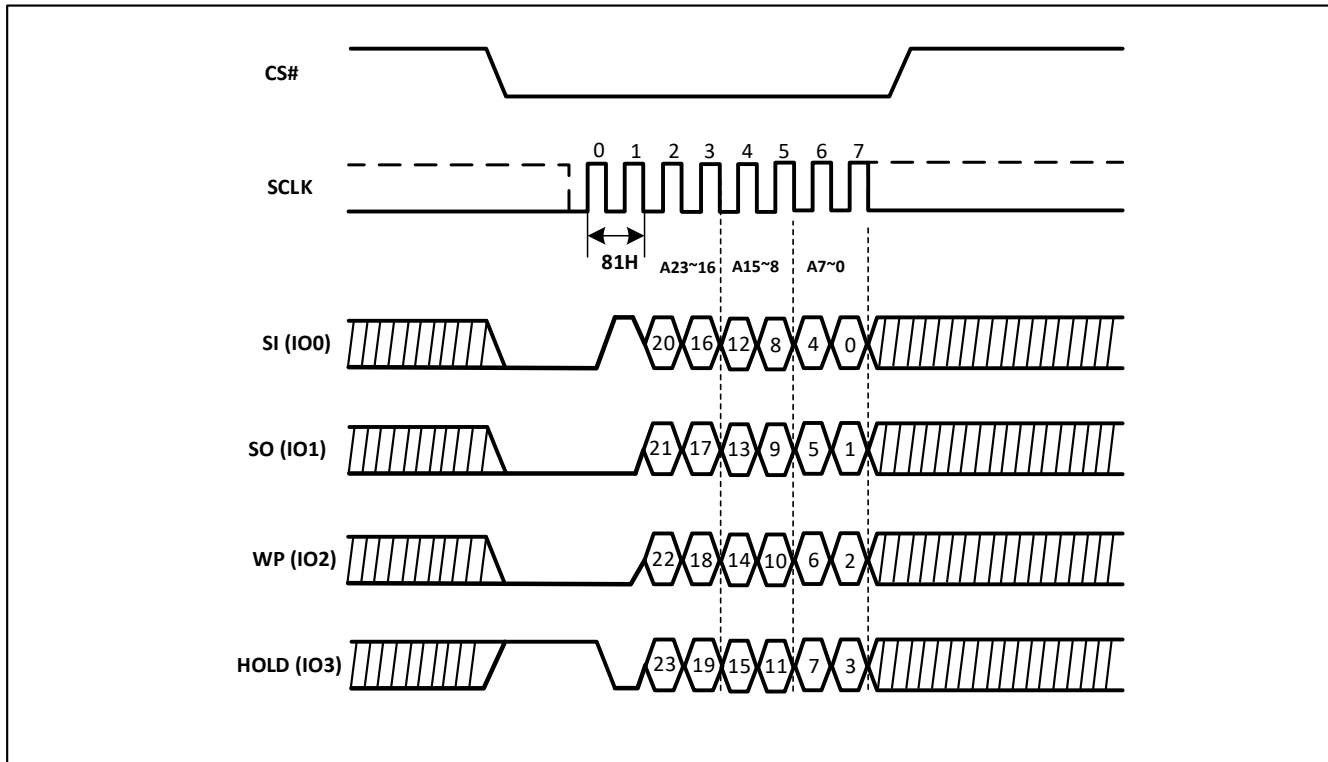 CS#
0 1 2 3 4 5 6 7
SCLK
81H A23~16 A15~8 A7~0
SI (IO0) 20 16 12 8 4 0
SO (IO1) 21 17 13 9 5 1
WP (IO2) 22 18 14 10 6 2
HOLD (IO3) 23 19 15 11 7 3